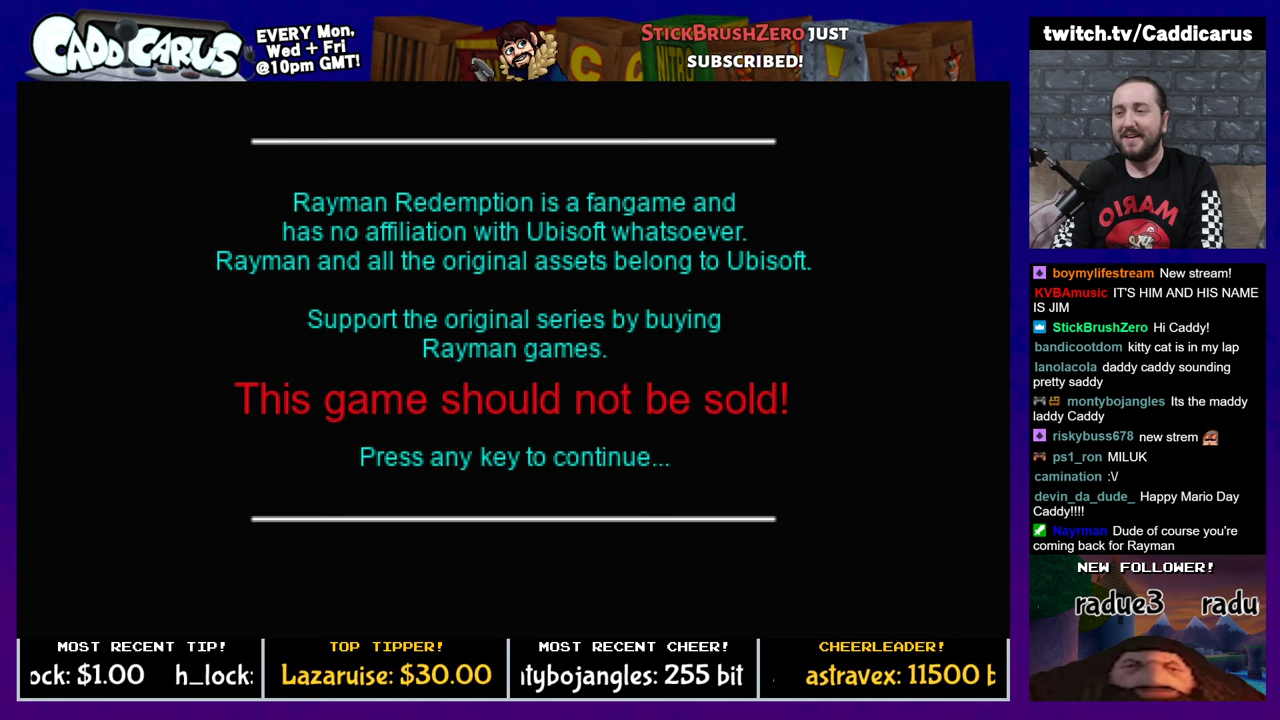 CADDICARUS
EVERY Mon,
Wed + Fri
@10pm GMT!
C
NITRO
STICKBRUSHZERO JUST
SUBSCRIBED!
twitch.tv/Caddicarus
MARIO
Rayman Redemption is a fangame and
has no affiliation with Ubisoft whatsoever.
Rayman and all the original assets belong to Ubisoft.
Support the original series by buying
Rayman games.
This game should not be sold!
Press any key to continue...
boymylifestream New stream!
KVBAmusic IT'S HIM AND HIS NAME
IS JIM
StickBrushZero Hi Caddy!
bandicootdom kitty cat is in my lap
lanolacola daddy caddy sounding
pretty saddy
montybojangles Its the maddy
laddy Caddy
riskybuss678 new strem
ps1_ron MILUK
camination :V
devin_da_dude_ Happy Mario Day
Caddy!!!!
Nayrman Dude of course you're
coming back for Rayman
NEW FOLLOWER!
radue3 radu
MOST RECENT TIP!
ock: $1.00 h_lock:
TOP TIPPER!
Lazaruise: $30.00
MOST RECENT CHEER!
tybojangles: 255 bit
CHEERLEADER!
astravex: 11500 b